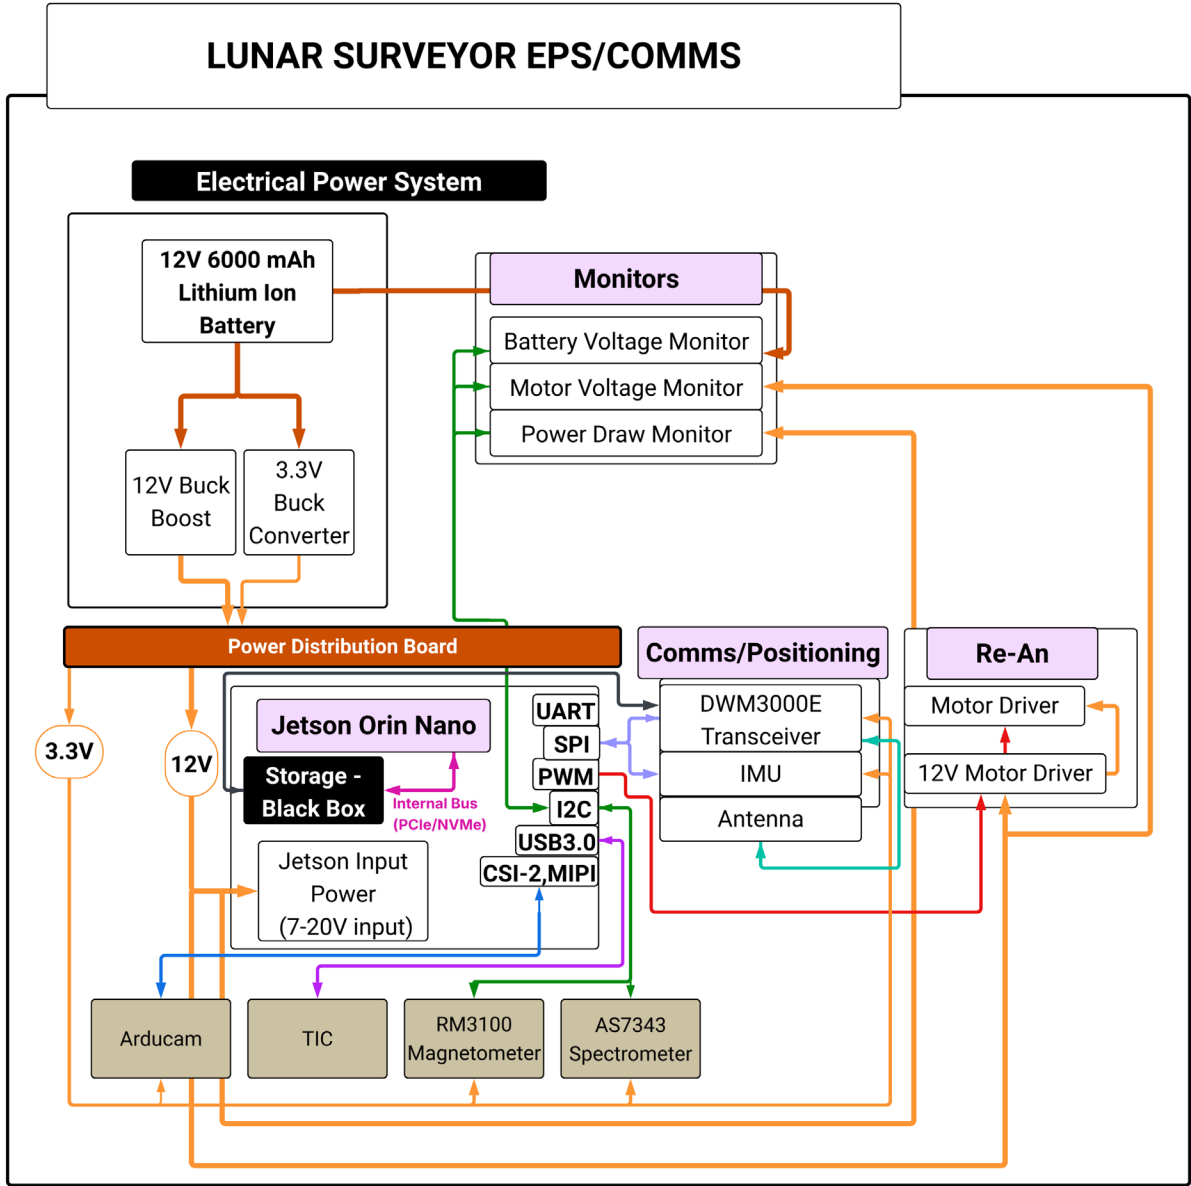 LUNAR SURVEYOR EPS/COMMS
Electrical Power System
12V 6000 mAh
Lithium Ion
Battery
12V Buck
Boost
3.3V
Buck
Converter
Monitors
Battery Voltage Monitor
Motor Voltage Monitor
Power Draw Monitor
Power Distribution Board
3.3V
12V
Jetson Orin Nano
Storage -
Black Box
Internal Bus
(PCIe/NVMe)
Jetson Input
Power
(7-20V input)
UART
SPI
PWM
I2C
USB3.0
CSI-2,MIPI
Comms/Positioning
DWM3000E
Transceiver
IMU
Antenna
Re-An
Motor Driver
12V Motor Driver
Arducam
TIC
RM3100
Magnetometer
AS7343
Spectrometer